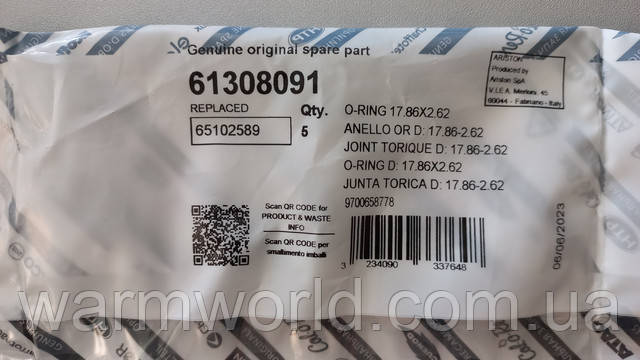 Genuine original spare part
61308091
REPLACED
65102589
Qty.
5
O-RING 17.86X2.62
ANELLO OR D: 17.86-2.62
JOINT TORIQUE D: 17.86-2.62
O-RING D: 17.86X2.62
JUNTA TORICA D: 17.86-2.62
9700658778
ARISTON
Produced by
Ariston SpA
V.le A. Merloni, 45
60044 - Fabriano - Italy
Scan QR CODE for
PRODUCT & WASTE
INFO
Scan QR CODE per
smaltimento imballi
3 234090 337648
06/06/2023
HTP
warmworld.com.ua